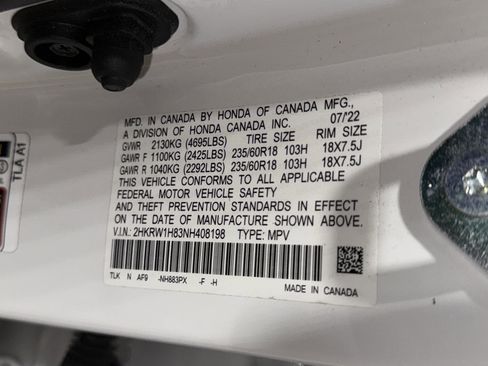 MFD. IN CANADA BY HONDA OF CANADA MFG.,
A DIVISION OF HONDA CANADA INC. 07/'22
GVWR 2130KG (4695LBS) TIRE SIZE RIM SIZE
GAWR F 1100KG (2425LBS) 235/60R18 103H 18X7.5J
GAWR R 1040KG (2292LBS) 235/60R18 103H 18X7.5J
THIS VEHICLE CONFORMS TO ALL APPLICABLE
FEDERAL MOTOR VEHICLE SAFETY
AND THEFT PREVENTION STANDARDS IN EFFECT
ON THE DATE OF MANUFACTURE SHOWN ABOVE.
V.I.N.: 2HKRW1H83NH408198 TYPE: MPV
TLK N AF9 -NH883PX -F -H
MADE IN CANADA
TLA A1